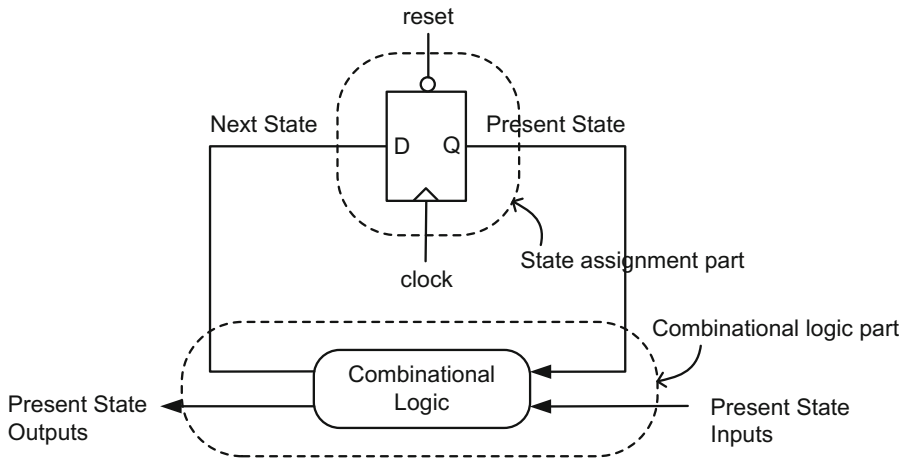 reset
Next State
D
Q
Present State
clock
State assignment part
Combinational logic part
Combinational
Logic
Present State
Outputs
Present State
Inputs